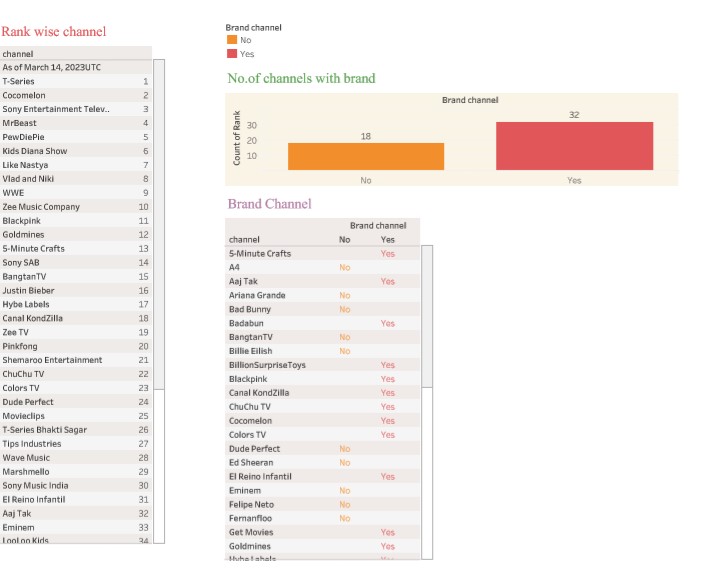 Rank wise channel
channel
As of March 14, 2023UTC
T-Series 1
Cocomelon 2
Sony Entertainment Telev.. 3
MrBeast 4
PewDiePie 5
Kids Diana Show 6
Like Nastya 7
Vlad and Niki 8
WWE 9
Zee Music Company 10
Blackpink 11
Goldmines 12
5-Minute Crafts 13
Sony SAB 14
BangtanTV 15
Justin Bieber 16
Hybe Labels 17
Canal KondZilla 18
Zee TV 19
Pinkfong 20
Shemaroo Entertainment 21
ChuChu TV 22
Colors TV 23
Dude Perfect 24
Movieclips 25
T-Series Bhakti Sagar 26
Tips Industries 27
Wave Music 28
Marshmello 29
Sony Music India 30
El Reino Infantil 31
Aaj Tak 32
Eminem 33
LooLoo Kids 34
Brand channel
No
Yes
No.of channels with brand
Brand channel
Count of Rank
30
20
10
18
32
No
Yes
Brand Channel
Brand channel
channel No Yes
5-Minute Crafts Yes
A4 No
Aaj Tak Yes
Ariana Grande No
Bad Bunny No
Badabun Yes
BangtanTV No
Billie Eilish No
BillionSurpriseToys Yes
Blackpink Yes
Canal KondZilla Yes
ChuChu TV Yes
Cocomelon Yes
Colors TV Yes
Dude Perfect No
Ed Sheeran No
El Reino Infantil Yes
Eminem No
Felipe Neto No
Fernanfloo No
Get Movies Yes
Goldmines Yes
Hybe Labels Yes